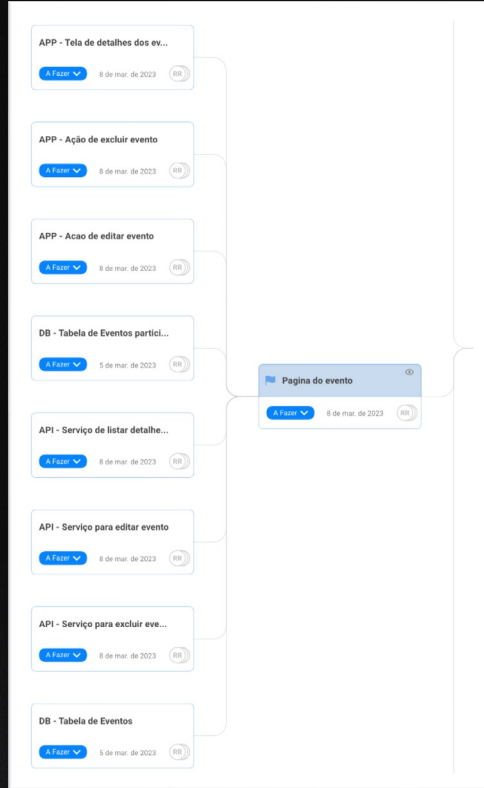 APP - Tela de detalhes dos ev...
A Fazer 8 de mar. de 2023 RR
APP - Ação de excluir evento
A Fazer 8 de mar. de 2023 RR
APP - Acao de editar evento
A Fazer 8 de mar. de 2023 RR
DB - Tabela de Eventos partici...
A Fazer 5 de mar. de 2023 RR
Pagina do evento
A Fazer 8 de mar. de 2023 RR
API - Serviço de listar detalhe...
A Fazer 8 de mar. de 2023 RR
API - Serviço para editar evento
A Fazer 8 de mar. de 2023 RR
API - Serviço para excluir eve...
A Fazer 8 de mar. de 2023 RR
DB - Tabela de Eventos
A Fazer 5 de mar. de 2023 RR